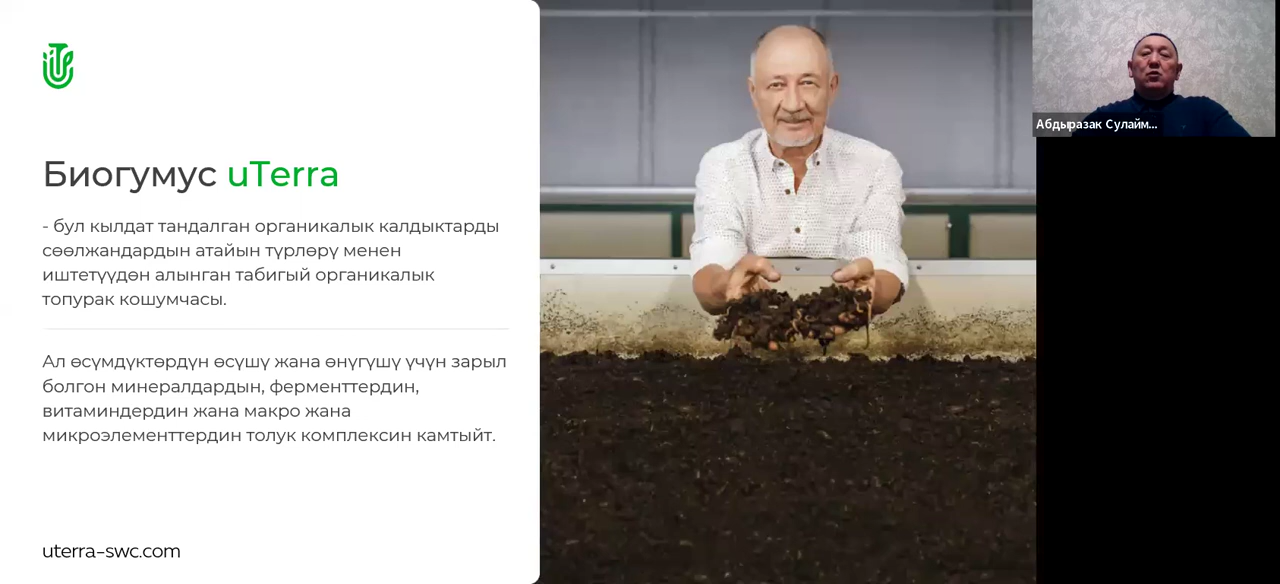 Биогумус uTerra
- бул кылдат тандалган органикалык калдыктарды
сөөлжандардын атайын түрлөрү менен
иштетүүдөн алынган табигый органикалык
топурак кошумчасы.
Ал өсүмдүктөрдүн өсүшү жана өнүгүшү үчүн зарыл
болгон минералдардын, ферменттердин,
витаминдердин жана макро жана
микроэлементтердин толук комплексин камтыйт.
uterra-swc.com
Абдыразак Сулайм...